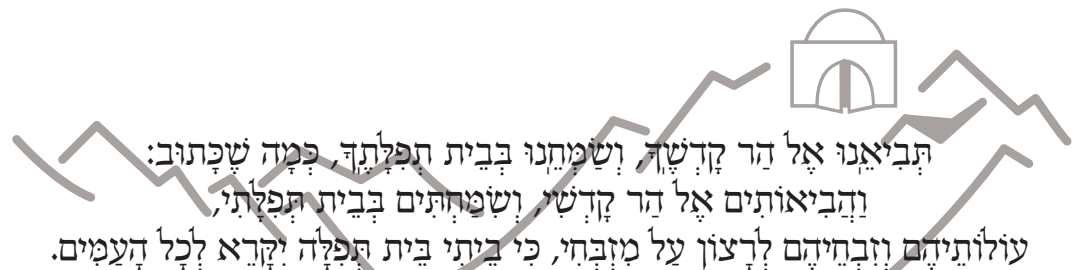 תְּבִיאֵֽנוּ אֶל הַר קָדְשֶֽׁךָ, וְשַׂמְּחֵֽנוּ בְּבֵית תְּפִלָּתֶֽךָ, כְּמָה שֶׁכָּתוּב:
וַהֲבִיאוֹתִים אֶל הַר קָדְשִׁי, וְשִׂמַּחְתִּים בְּבֵית תְּפִלָּתִי,
עוֹלוֹתֵיהֶם וְזִבְחֵיהֶם לְרָצוֹן עַל מִזְבְּחִי, כִּי בֵיתִי בֵּית תְּפִלָּה יִקָּרֵא לְכָל הָעַמִּים.